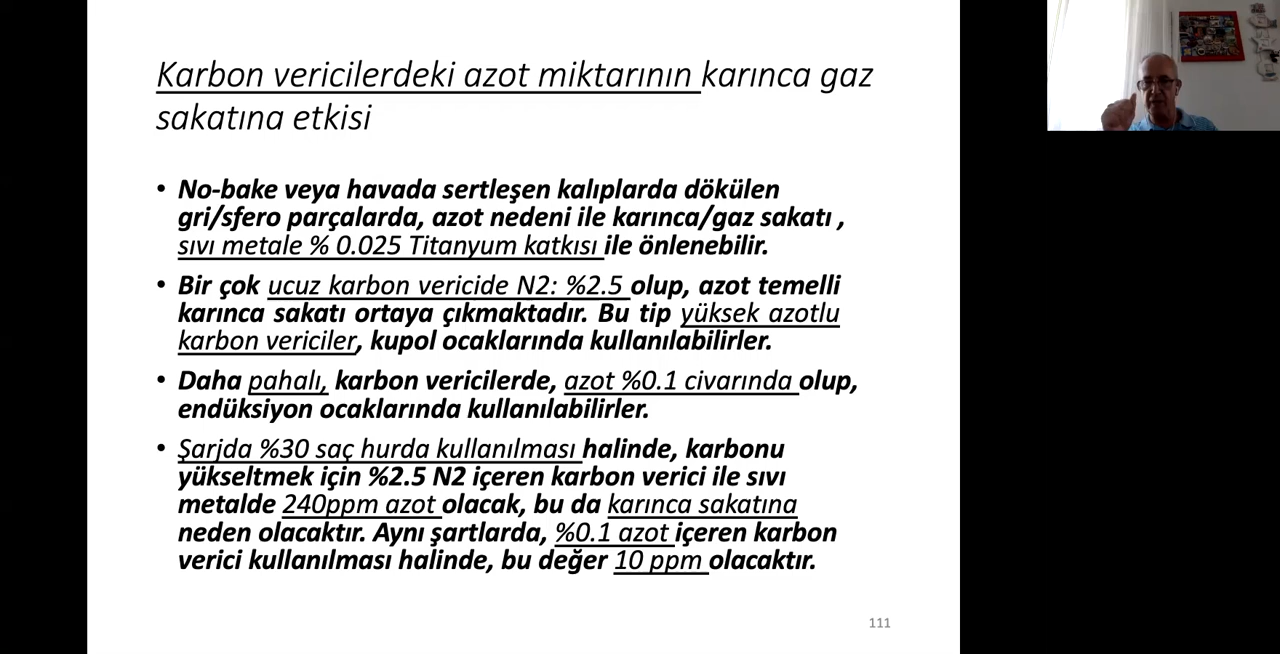 Karbon vericilerdeki azot miktarının karınca gaz
sakatına etkisi
• No-bake veya havada sertleşen kalıplarda dökülen
gri/sfero parçalarda, azot nedeni ile karınca/gaz sakatı ,
sıvı metale % 0.025 Titanyum katkısı ile önlenebilir.
• Bir çok ucuz karbon vericide N2: %2.5 olup, azot temelli
karınca sakatı ortaya çıkmaktadır. Bu tip yüksek azotlu
karbon vericiler, kupol ocaklarında kullanılabilirler.
• Daha pahalı, karbon vericilerde, azot %0.1 civarında olup,
endüksiyon ocaklarında kullanılabilirler.
• Şarjda %30 saç hurda kullanılması halinde, karbonu
yükseltmek için %2.5 N2 içeren karbon verici ile sıvı
metalde 240ppm azot olacak, bu da karınca sakatına
neden olacaktır. Aynı şartlarda, %0.1 azot içeren karbon
verici kullanılması halinde, bu değer 10 ppm olacaktır.
111